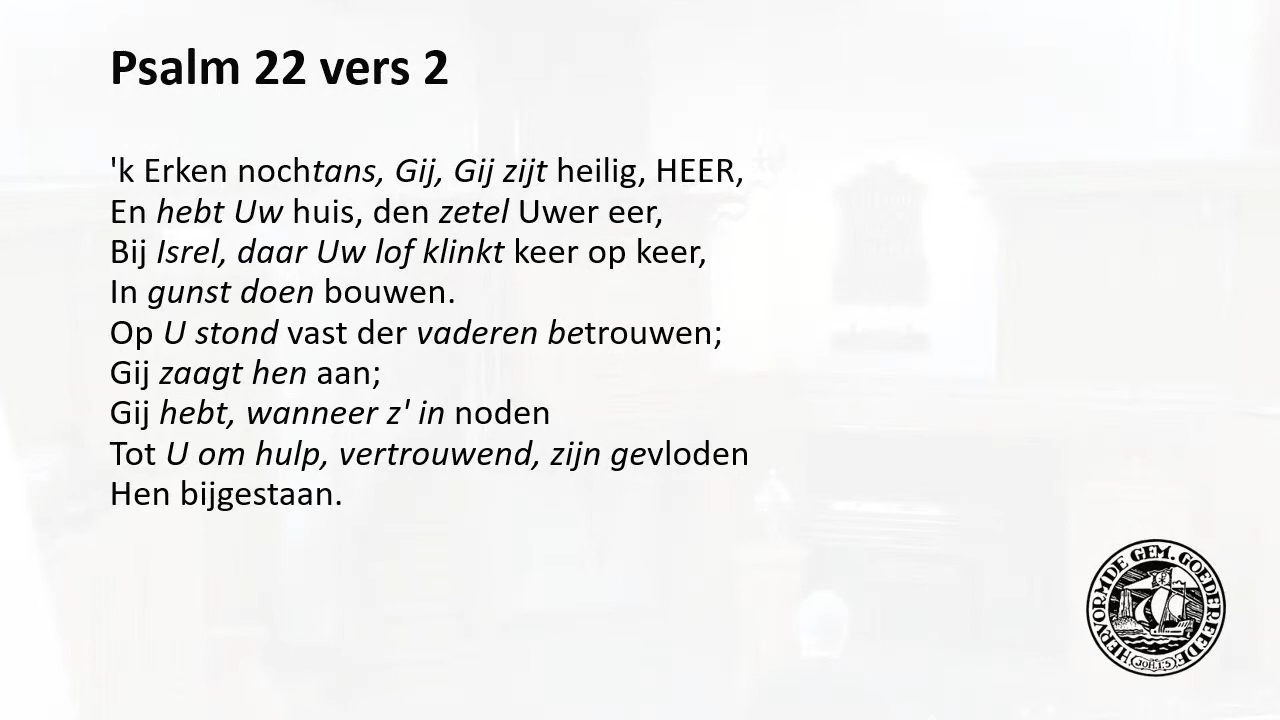 Psalm 22 vers 2
'k Erken nochtans, Gij, Gij zijt heilig, HEER,
En hebt Uw huis, den zetel Uwer eer,
Bij Isrel, daar Uw lof klinkt keer op keer,
In gunst doen bouwen.
Op U stond vast der vaderen betrouwen;
Gij zaagt hen aan;
Gij hebt, wanneer z' in noden
Tot U om hulp, vertrouwend, zijn gevloden
Hen bijgestaan.
HERVORMDE GEM. GOEDEREEDE
JOH.1:5